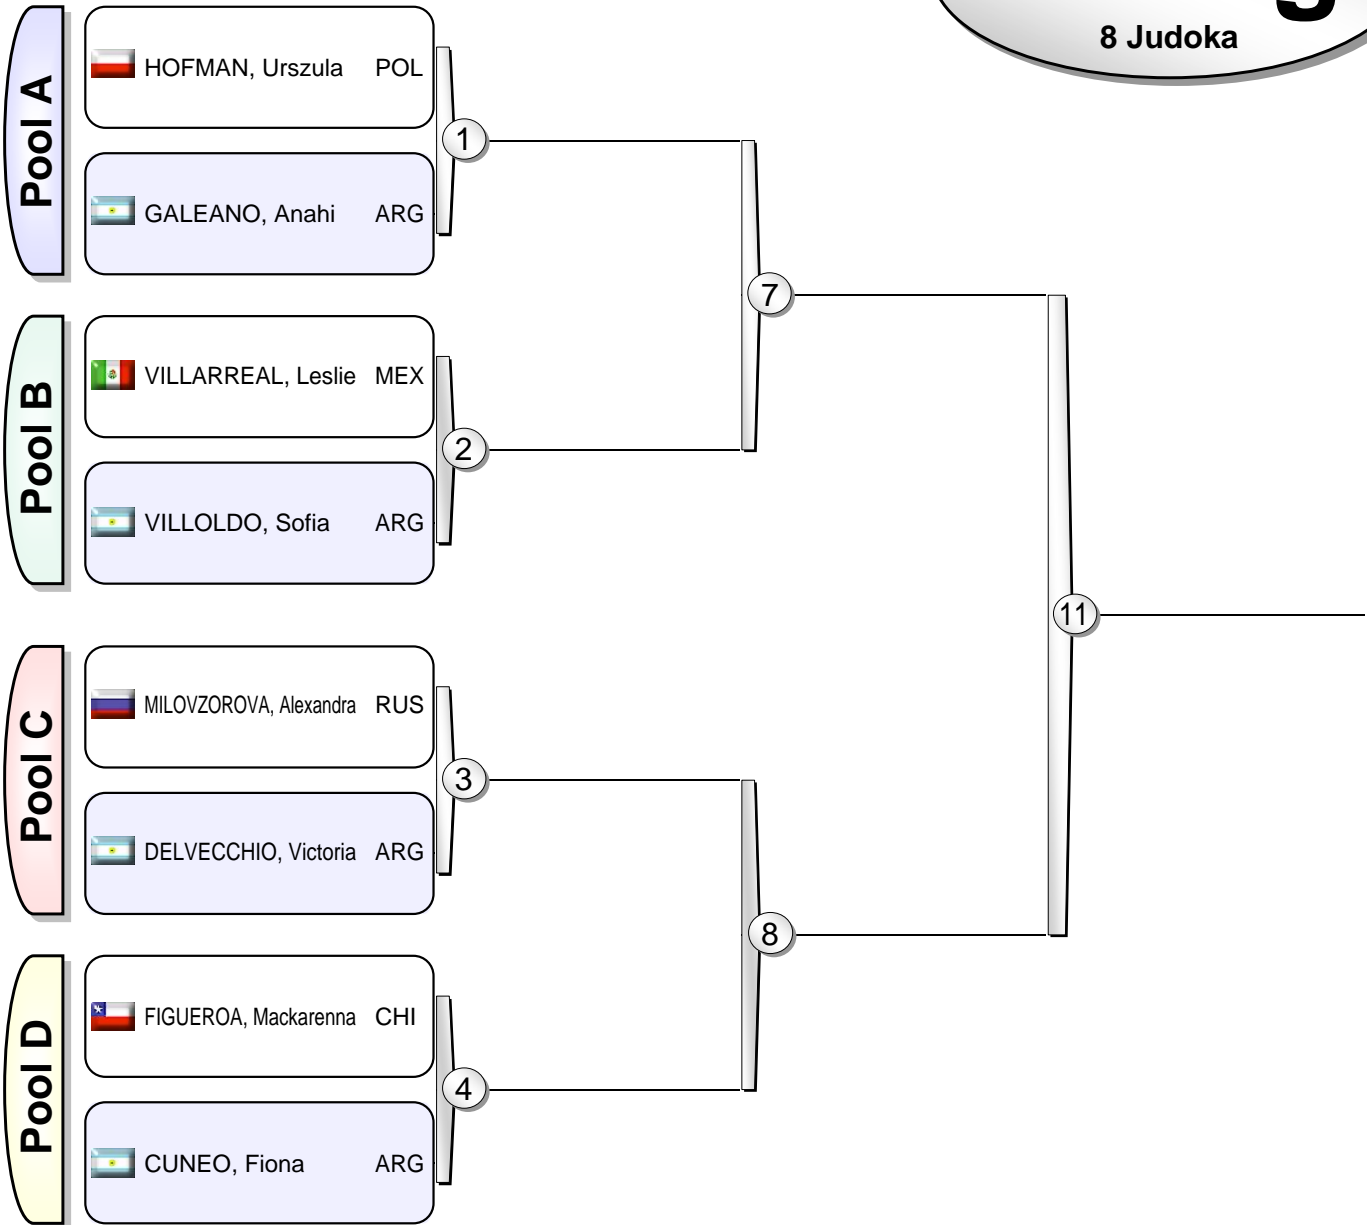 8 Judoka
Pool A
HOFMAN, Urszula POL
GALEANO, Anahi ARG
1
Pool B
VILLARREAL, Leslie MEX
VILLOLDO, Sofia ARG
2
7
Pool C
MILOVZOROVA, Alexandra RUS
DELVECCHIO, Victoria ARG
3
Pool D
FIGUEROA, Mackarenna CHI
CUNEO, Fiona ARG
4
8
11